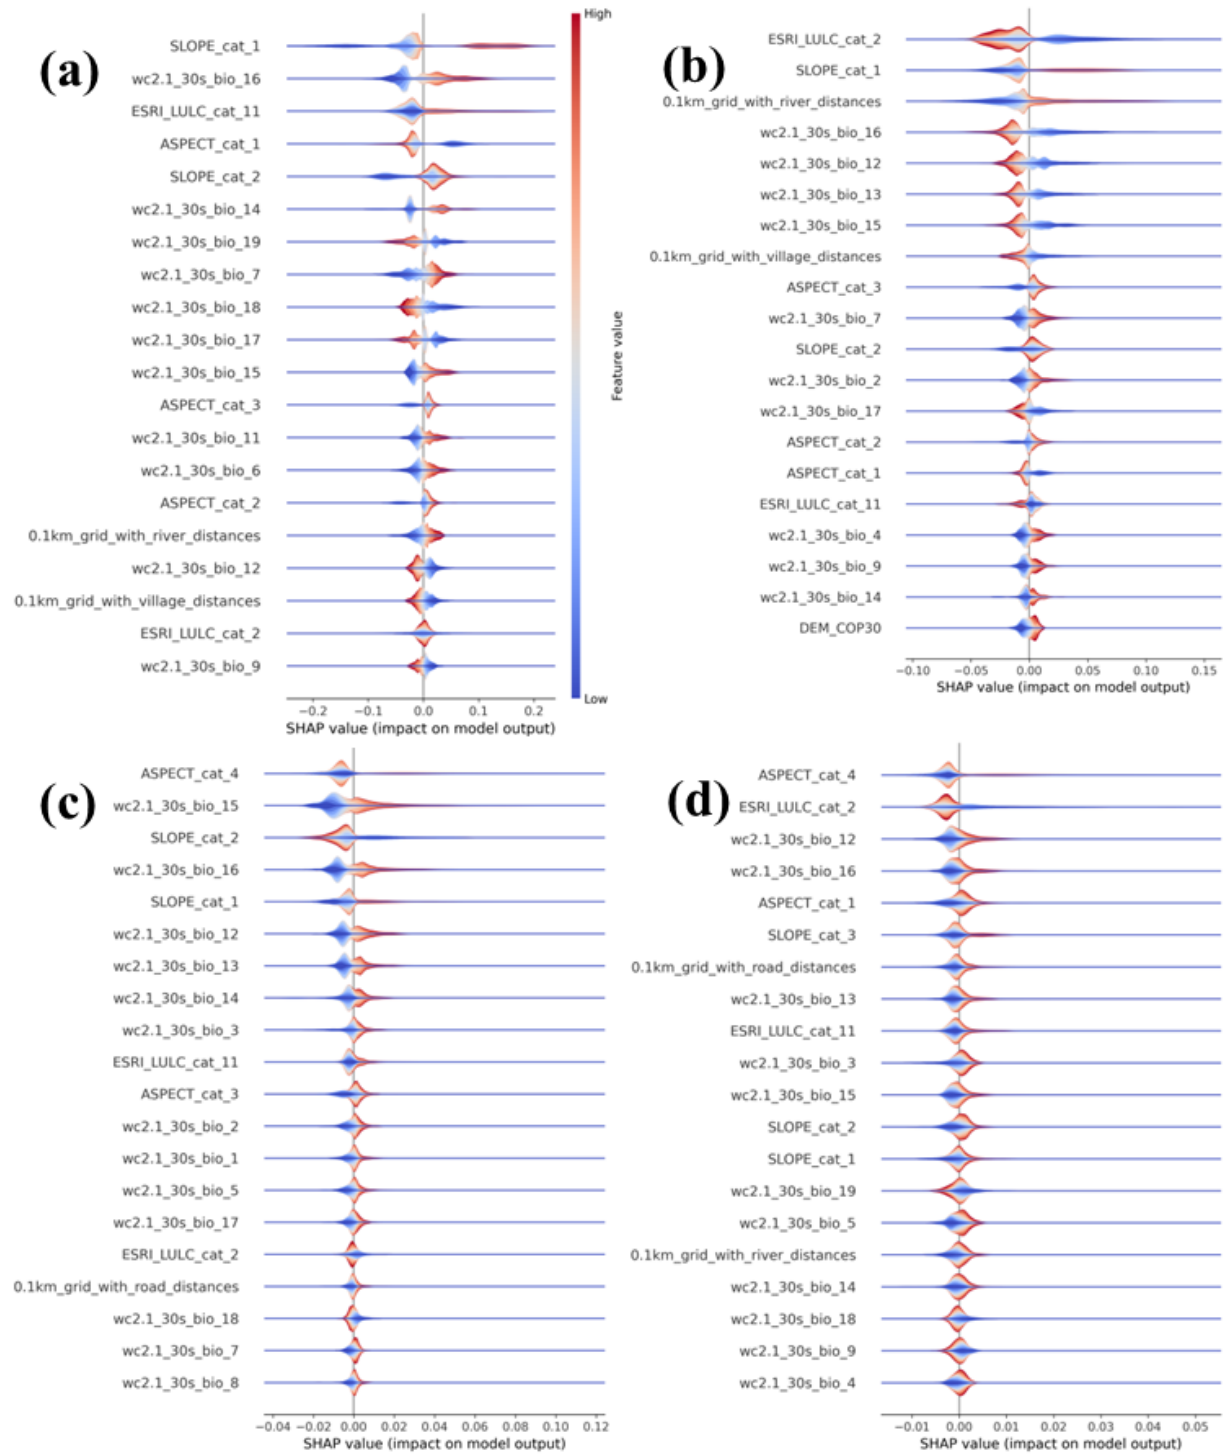 (a)
SLOPE_cat_1
wc2.1_30s_bio_16
ESRI_LULC_cat_11
ASPECT_cat_1
SLOPE_cat_2
wc2.1_30s_bio_14
wc2.1_30s_bio_19
wc2.1_30s_bio_7
wc2.1_30s_bio_18
wc2.1_30s_bio_17
wc2.1_30s_bio_15
ASPECT_cat_3
wc2.1_30s_bio_11
wc2.1_30s_bio_6
ASPECT_cat_2
0.1km_grid_with_river_distances
wc2.1_30s_bio_12
0.1km_grid_with_village_distances
ESRI_LULC_cat_2
wc2.1_30s_bio_9
−0.2 −0.1 0.0 0.1 0.2
SHAP value (impact on model output)
High
Feature value
Low
(b)
ESRI_LULC_cat_2
SLOPE_cat_1
0.1km_grid_with_river_distances
wc2.1_30s_bio_16
wc2.1_30s_bio_12
wc2.1_30s_bio_13
wc2.1_30s_bio_15
0.1km_grid_with_village_distances
ASPECT_cat_3
wc2.1_30s_bio_7
SLOPE_cat_2
wc2.1_30s_bio_2
wc2.1_30s_bio_17
ASPECT_cat_2
ASPECT_cat_1
ESRI_LULC_cat_11
wc2.1_30s_bio_4
wc2.1_30s_bio_9
wc2.1_30s_bio_14
DEM_COP30
−0.10 −0.05 0.00 0.05 0.10 0.15
SHAP value (impact on model output)
(c)
ASPECT_cat_4
wc2.1_30s_bio_15
SLOPE_cat_2
wc2.1_30s_bio_16
SLOPE_cat_1
wc2.1_30s_bio_12
wc2.1_30s_bio_13
wc2.1_30s_bio_14
wc2.1_30s_bio_3
ESRI_LULC_cat_11
ASPECT_cat_3
wc2.1_30s_bio_2
wc2.1_30s_bio_1
wc2.1_30s_bio_5
wc2.1_30s_bio_17
ESRI_LULC_cat_2
0.1km_grid_with_road_distances
wc2.1_30s_bio_18
wc2.1_30s_bio_7
wc2.1_30s_bio_8
−0.04 −0.02 0.00 0.02 0.04 0.06 0.08 0.10 0.12
SHAP value (impact on model output)
(d)
ASPECT_cat_4
ESRI_LULC_cat_2
wc2.1_30s_bio_12
wc2.1_30s_bio_16
ASPECT_cat_1
SLOPE_cat_3
0.1km_grid_with_road_distances
wc2.1_30s_bio_13
ESRI_LULC_cat_11
wc2.1_30s_bio_3
wc2.1_30s_bio_15
SLOPE_cat_2
SLOPE_cat_1
wc2.1_30s_bio_19
wc2.1_30s_bio_5
0.1km_grid_with_river_distances
wc2.1_30s_bio_14
wc2.1_30s_bio_18
wc2.1_30s_bio_9
wc2.1_30s_bio_4
−0.01 0.00 0.01 0.02 0.03 0.04 0.05
SHAP value (impact on model output)